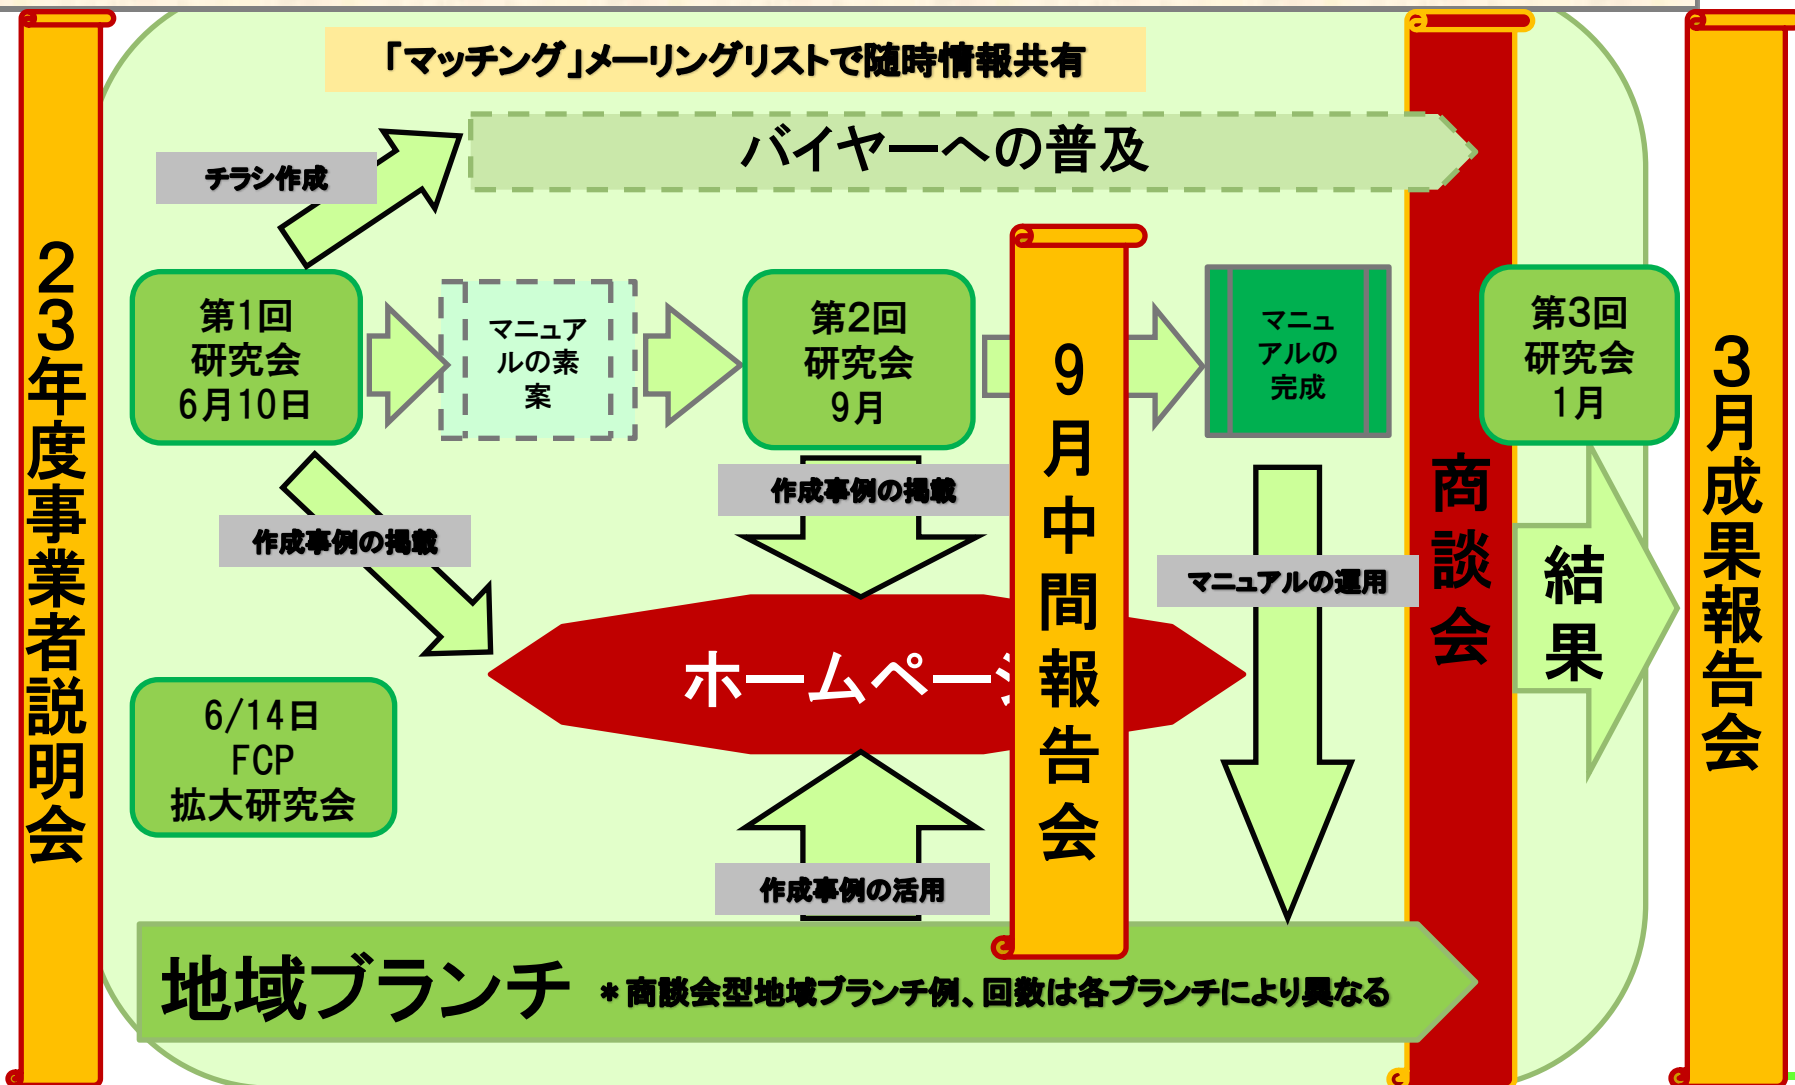 「マッチング」メーリングリストで随時情報共有
バイヤーへの普及
チラシ作成
２３年度事業者説明会
第1回
研究会
6月10日
マニュア
ルの素
案
第2回
研究会
9月
９月中間報告会
マニュ
アルの
完成
商談会
第3回
研究会
1月
３月成果報告会
作成事例の掲載
作成事例の掲載
マニュアルの運用
結果
ホームページ
6/14日
FCP
拡大研究会
作成事例の活用
地域ブランチ ＊商談会型地域ブランチ例、回数は各ブランチにより異なる